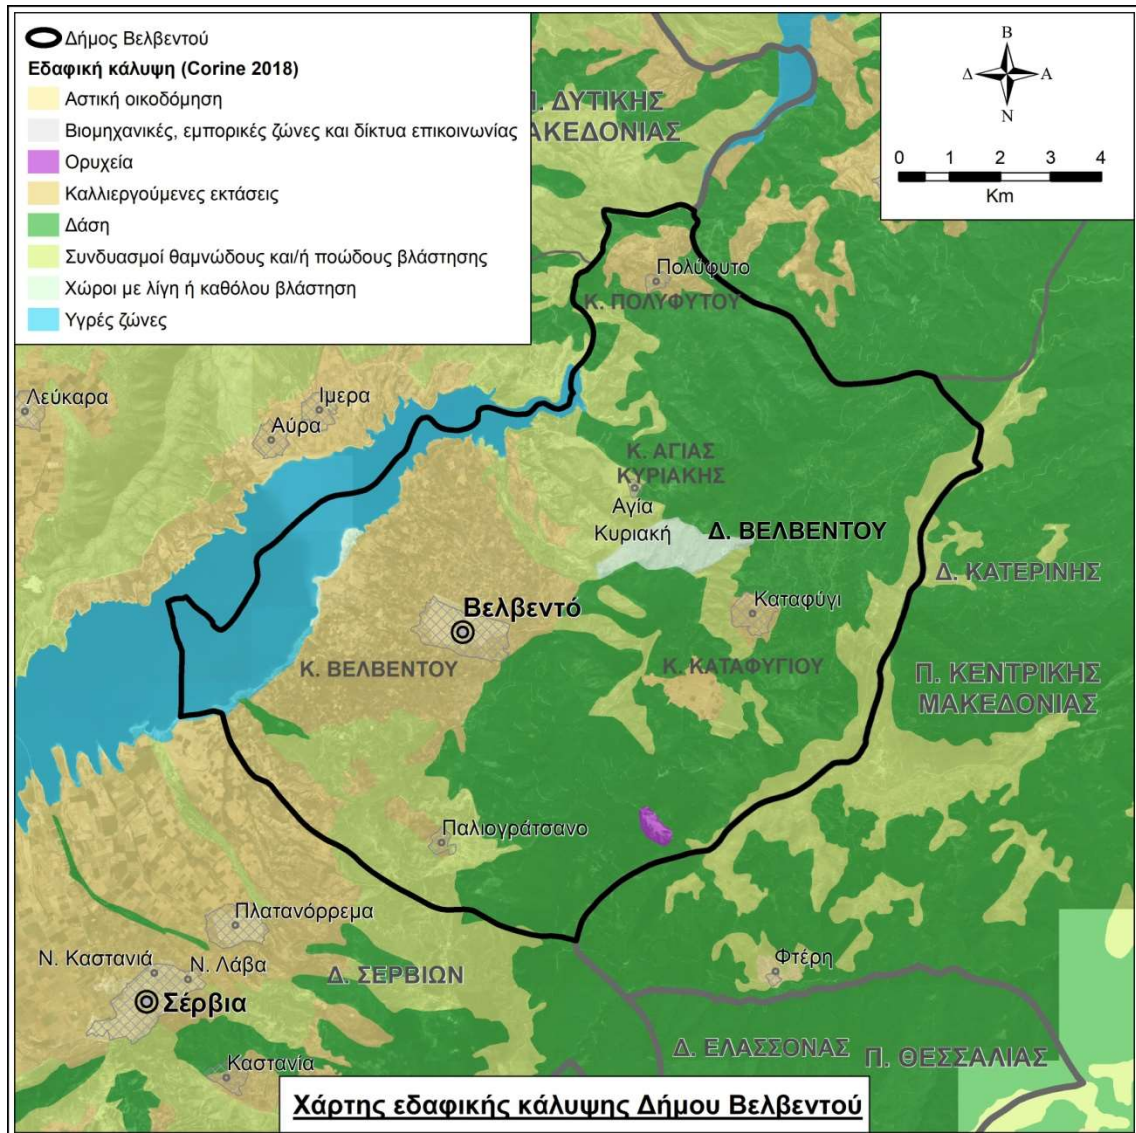 Δήμος Βελβεντού
Εδαφική κάλυψη (Corine 2018)
Αστική οικοδόμηση
Βιομηχανικές, εμπορικές ζώνες και δίκτυα επικοινωνίας
Ορυχεία
Καλλιεργούμενες εκτάσεις
Δάση
Συνδυασμοί θαμνώδους και/ή ποώδους βλάστησης
Χώροι με λίγη ή καθόλου βλάστηση
Υγρές ζώνες
Β
Δ
Α
Ν
0 1 2 3 4
Km
Π. ΔΥΤΙΚΗΣ
ΜΑΚΕΔΟΝΙΑΣ
Πολύφυτο
Κ. ΠΟΛΥΦΥΤΟΥ
Λεύκαρα
Ιμερα
Αύρα
Κ. ΑΓΙΑΣ
ΚΥΡΙΑΚΗΣ
Αγία
Κυριακή
Δ. ΒΕΛΒΕΝΤΟΥ
Δ. ΚΑΤΕΡΙΝΗΣ
Βελβεντό
Καταφύγι
Κ. ΒΕΛΒΕΝΤΟΥ
Κ. ΚΑΤΑΦΥΓΙΟΥ
Π. ΚΕΝΤΡΙΚΗΣ
ΜΑΚΕΔΟΝΙΑΣ
Παλιογράτσανο
Πλατανόρρεμα
Ν. Καστανιά
Ν. Λάβα
Σέρβια
Δ. ΣΕΡΒΙΩΝ
Φτέρη
Δ. ΕΛΑΣΣΟΝΑΣ
Π. ΘΕΣΣΑΛΙΑΣ
Καστανία
Χάρτης εδαφικής κάλυψης Δήμου Βελβεντού